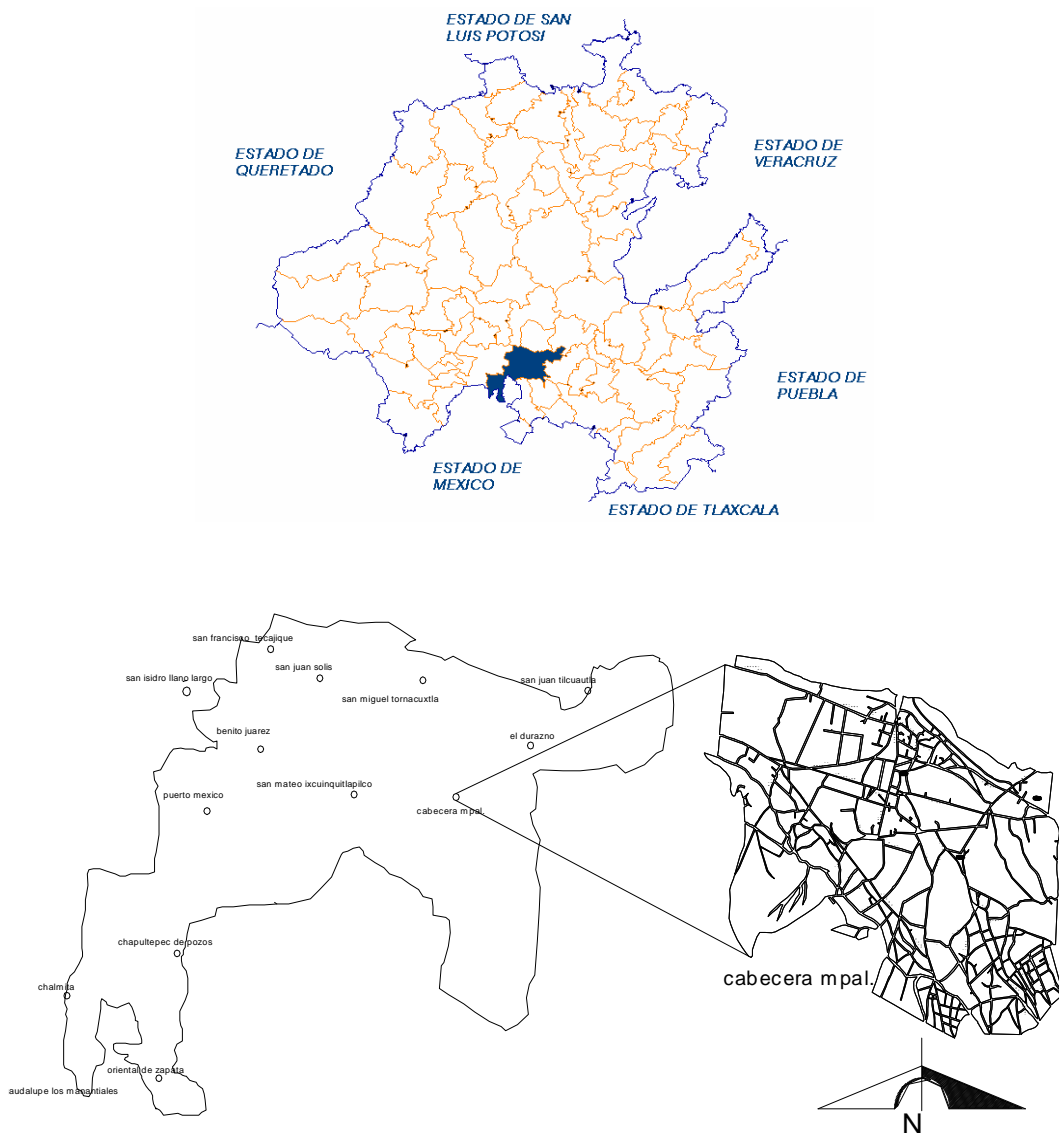 ESTADO DE SAN
LUIS POTOSI
ESTADO DE
QUERETADO
ESTADO DE
VERACRUZ
ESTADO DE
PUEBLA
ESTADO DE
MEXICO
ESTADO DE TLAXCALA
san francisco tecajique
san isidro llano largo
san juan solis
san miguel tornacuxtla
san juan tilcuautla
benito juarez
el durazno
puerto mexico
san mateo ixcuinquitlapilco
cabecera mpal.
chapultepec de pozos
cabecera mpal.
chalmita
oriental de zapata
audalupe los manantiales
N